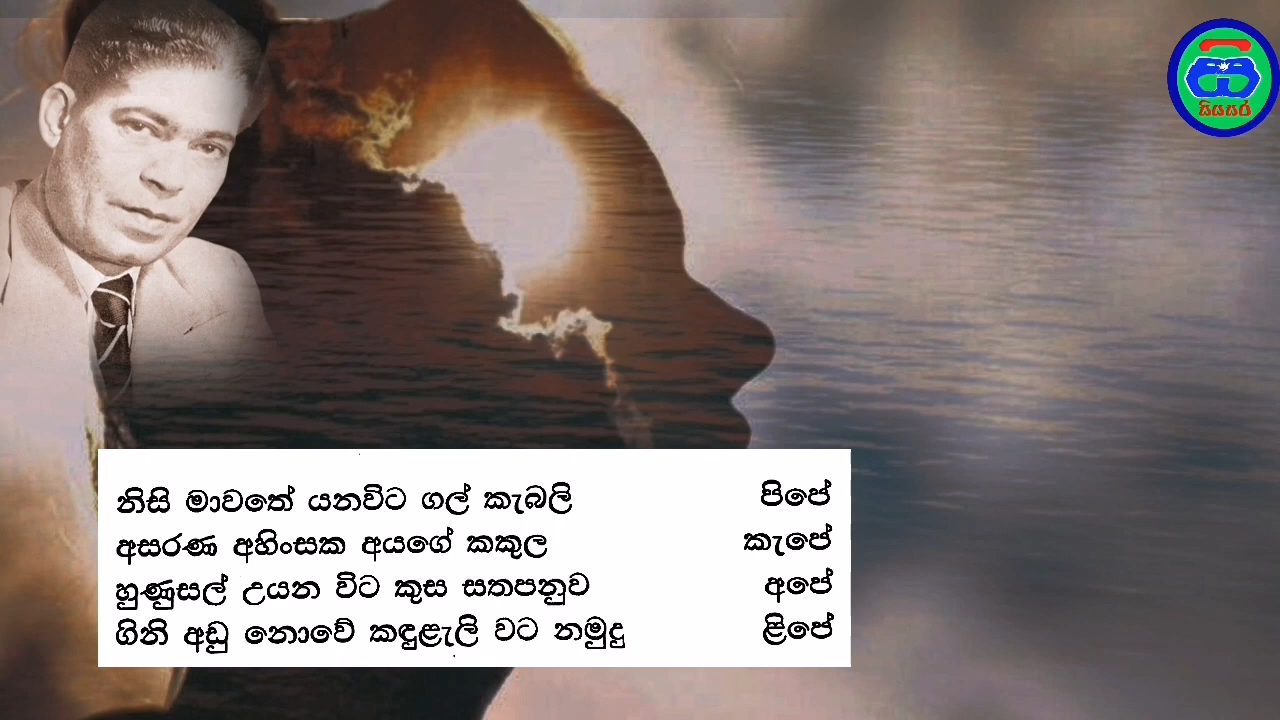 සියසර
නිසි මාවතේ යනවිට ගල් කැබලි පිපේ
අසරණ අහිංසක අයගේ කකුල කැපේ
හුණුසල් උයන විට කුස සතපනුව අපේ
ගිනි අඩු නොවේ කඳුළැලි වට නමුදු ළිපේ